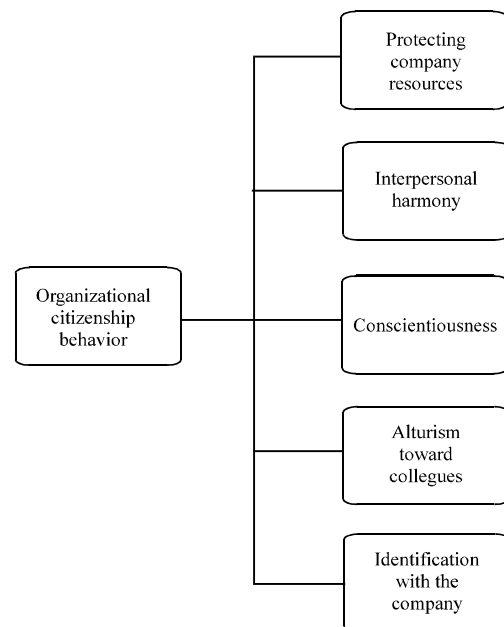 Protecting
company
resources
Interpersonal
harmony
Organizational
citizenship
behavior
Conscientiousness
Alturism
toward
collegues
Identification
with the
company